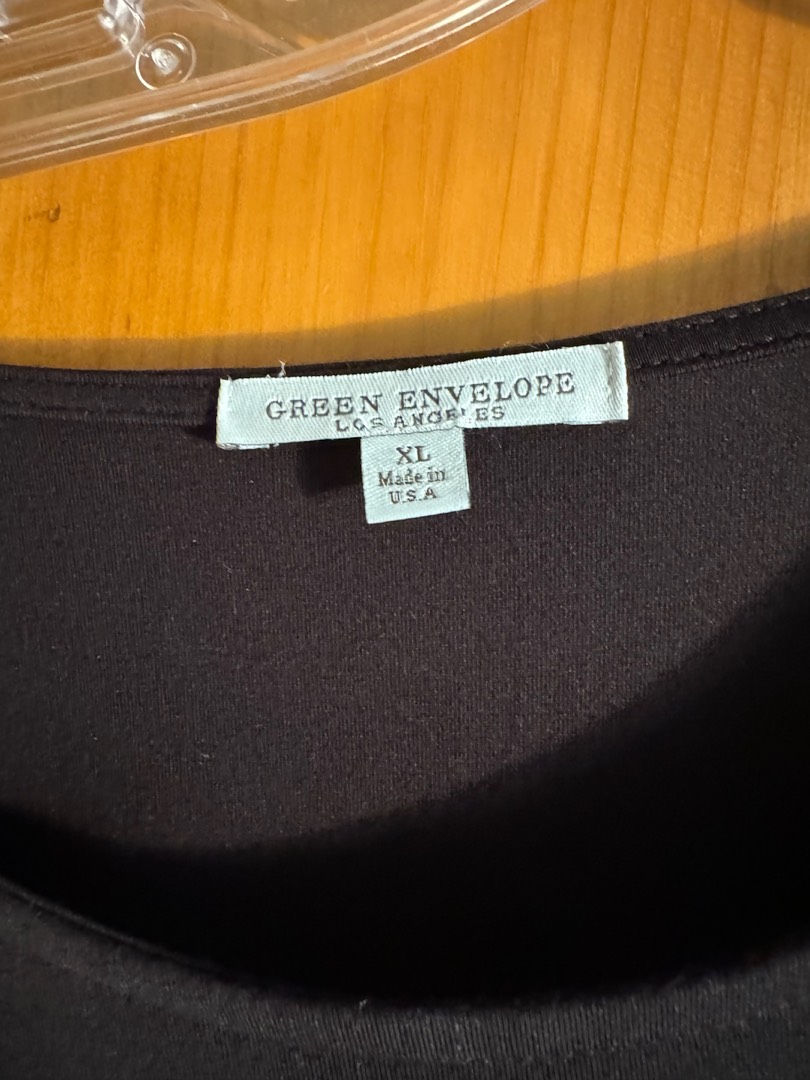 GREEN ENVELOPE
LOS ANGELES
XL
Made in
U.S.A